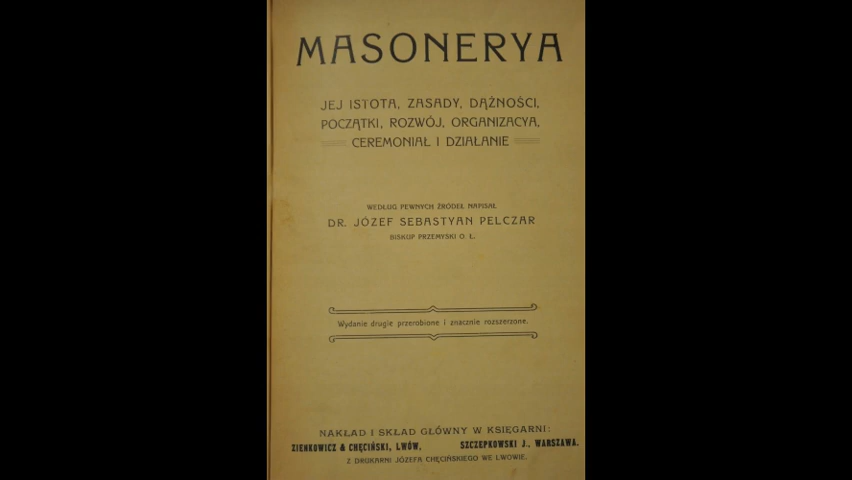 MASONERYA
JEJ ISTOTA, ZASADY, DĄŻNOŚCI,
POCZĄTKI, ROZWÓJ, ORGANIZACYA,
CEREMONIAŁ I DZIAŁANIE
WEDŁUG PEWNYCH ŹRÓDEŁ NAPISAŁ
DR. JÓZEF SEBASTYAN PELCZAR
BISKUP PRZEMYSKI O. Ł.
Wydanie drugie przerobione i znacznie rozszerzone.
NAKŁAD I SKŁAD GŁÓWNY W KSIĘGARNI:
ZIENKOWICZ & CHĘCIŃSKI, LWÓW, SZCZEPKOWSKI J., WARSZAWA.
Z DRUKARNI JÓZEFA CHĘCIŃSKIEGO WE LWOWIE.